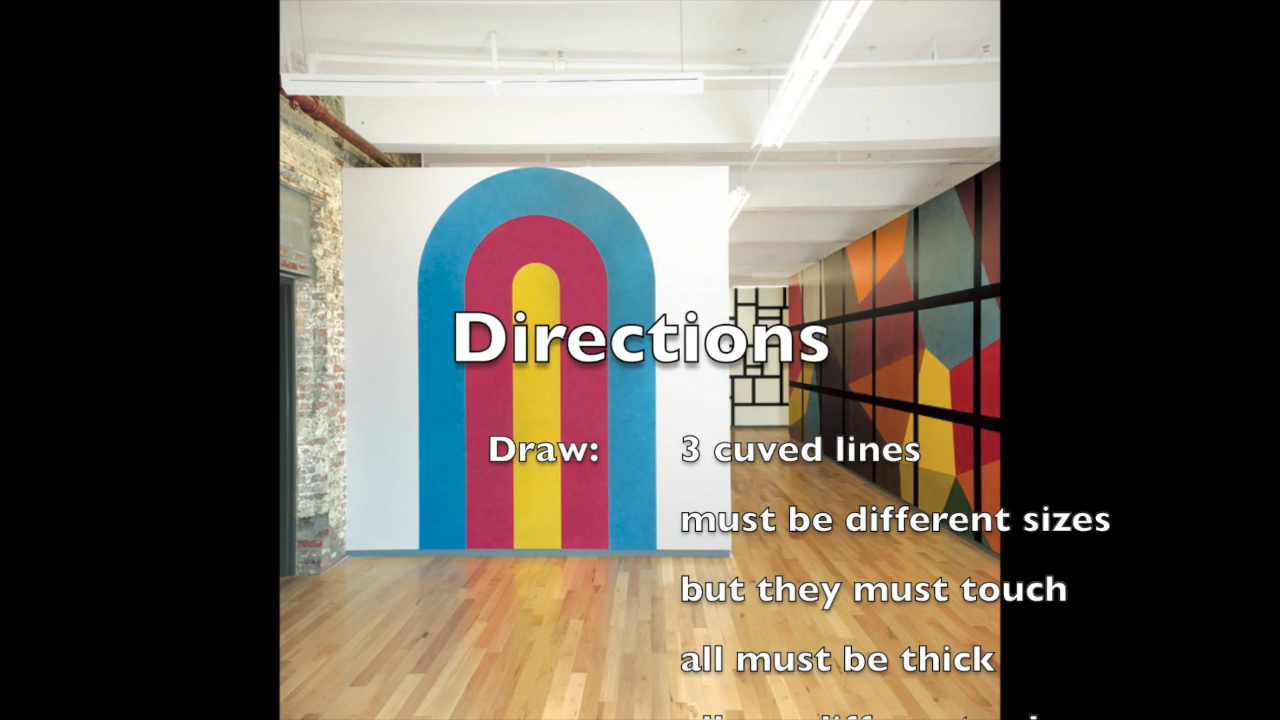 Directions
Draw: 3 cuved lines
must be different sizes
but they must touch
all must be thick